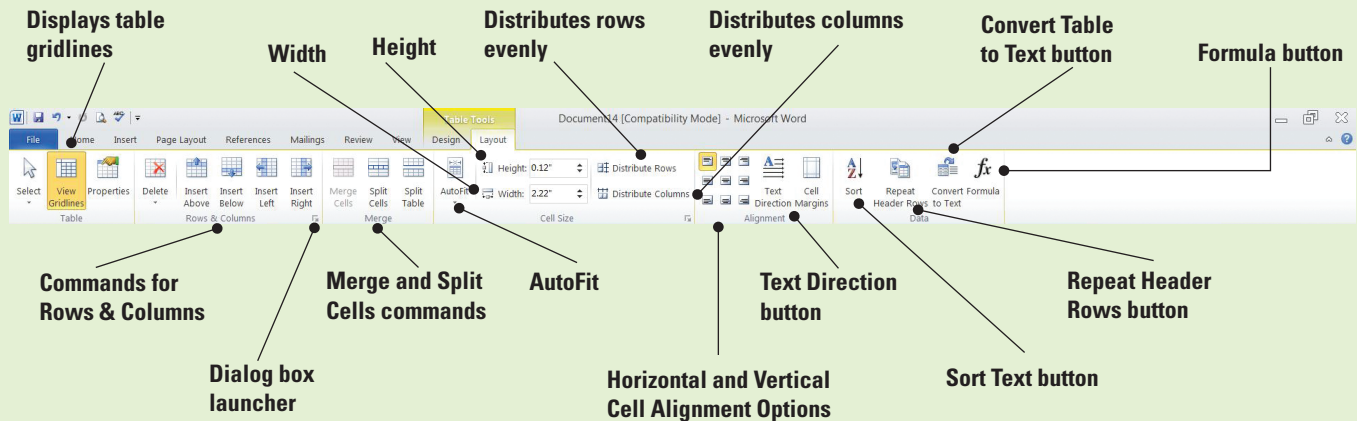 Displays table
gridlines
Width
Height
Distributes rows
evenly
Distributes columns
evenly
Convert Table
to Text button
Formula button
W
Table Tools
Document14 [Compatibility Mode] - Microsoft Word
File Home Insert Page Layout References Mailings Review View Design Layout
Select
View
Gridlines
Properties
Table
Delete
Insert
Above
Insert
Below
Insert
Left
Insert
Right
Rows & Columns
Merge
Cells
Split
Cells
Split
Table
Merge
AutoFit
Height: 0.12"
Width: 2.22"
Distribute Rows
Distribute Columns
Cell Size
Text
Direction
Cell
Margins
Alignment
A
Z
Sort
Repeat
Header Rows
Convert
to Text
fx
Formula
Data
Commands for
Rows & Columns
Dialog box
launcher
Merge and Split
Cells commands
AutoFit
Horizontal and Vertical
Cell Alignment Options
Text Direction
button
Sort Text button
Repeat Header
Rows button